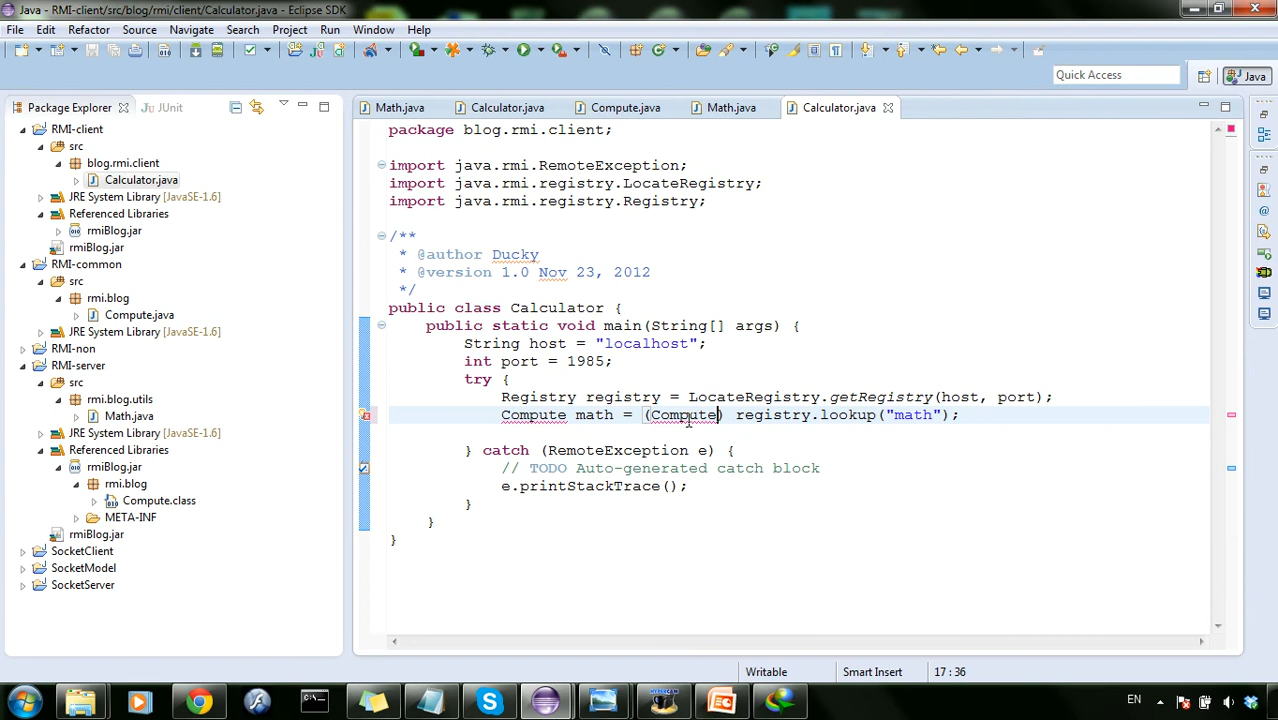 Java - RMI-client/src/blog/rmi/client/Calculator.java - Eclipse SDK
File Edit Refactor Source Navigate Search Project Run Window Help
Quick Access Java
Package Explorer JUnit
Math.java Calculator.java Compute.java Math.java Calculator.java
RMI-client
src
blog.rmi.client
Calculator.java
JRE System Library [JavaSE-1.6]
Referenced Libraries
rmiBlog.jar
rmiBlog.jar
RMI-common
src
rmi.blog
Compute.java
JRE System Library [JavaSE-1.6]
RMI-non
RMI-server
src
rmi.blog.utils
Math.java
JRE System Library [JavaSE-1.6]
Referenced Libraries
rmiBlog.jar
rmi.blog
Compute.class
META-INF
rmiBlog.jar
SocketClient
SocketModel
SocketServer
package blog.rmi.client;
import java.rmi.RemoteException;
import java.rmi.registry.LocateRegistry;
import java.rmi.registry.Registry;
/**
* @author Ducky
* @version 1.0 Nov 23, 2012
*/
public class Calculator {
public static void main(String[] args) {
String host = "localhost";
int port = 1985;
try {
Registry registry = LocateRegistry.getRegistry(host, port);
Compute math = (Compute) registry.lookup("math");
} catch (RemoteException e) {
// TODO Auto-generated catch block
e.printStackTrace();
}
}
}
Writable Smart Insert 17 : 36
EN